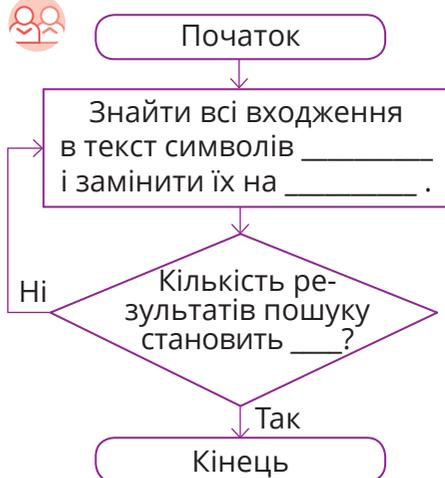 Початок
Знайти всі входження
в текст символів __________
і замінити їх на __________ .
Ні
Кількість ре-
зультатів пошуку
становить ____?
Так
Кінець